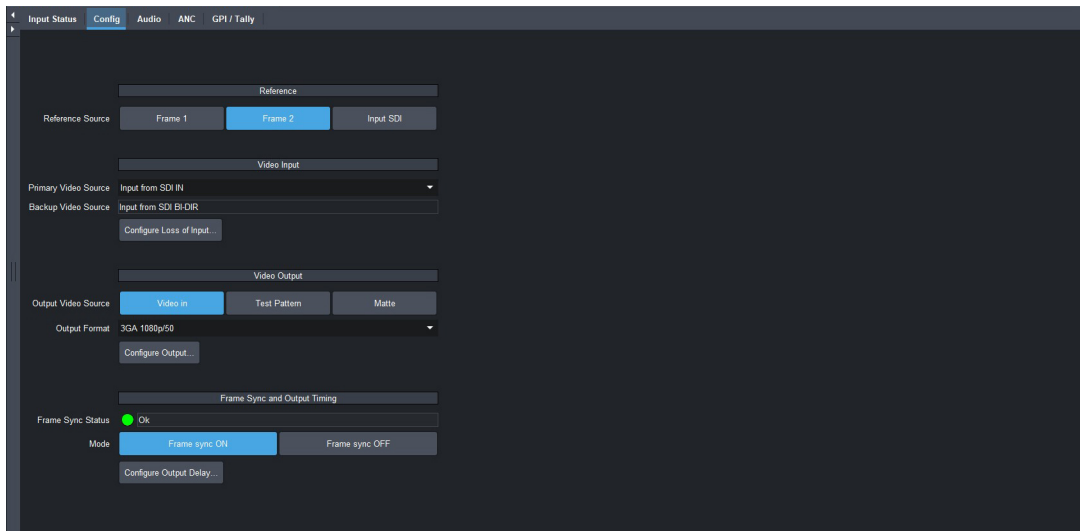 Input Status Config Audio ANC GPI / Tally
Reference
Reference Source Frame 1 Frame 2 Input SDI
Video Input
Primary Video Source Input from SDI IN
Backup Video Source Input from SDI BI-DIR
Configure Loss of Input...
Video Output
Output Video Source Video in Test Pattern Matte
Output Format 3GA 1080p/50
Configure Output...
Frame Sync and Output Timing
Frame Sync Status Ok
Mode Frame sync ON Frame sync OFF
Configure Output Delay...